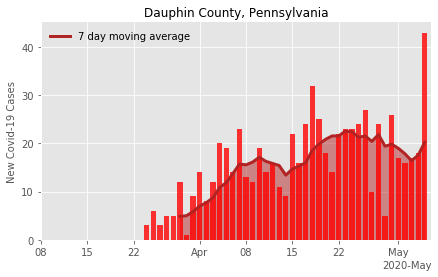 Dauphin County, Pennsylvania
7 day moving average
New Covid-19 Cases
40
30
20
10
0
08 15 22 Apr 08 15 22 May
2020-May